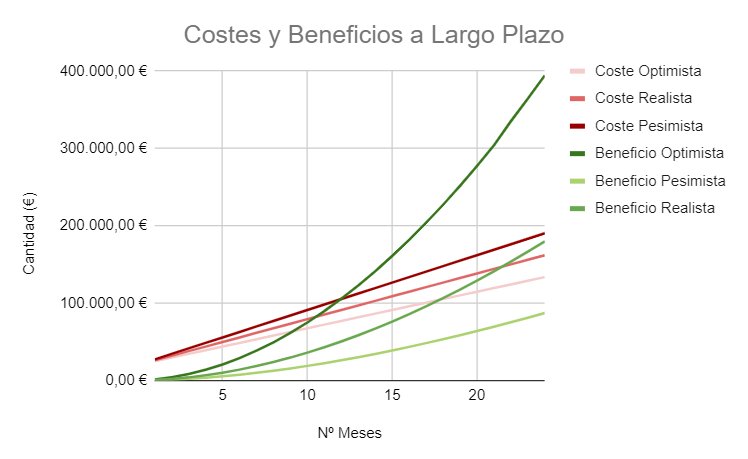 Costes y Beneficios a Largo Plazo
Cantidad (€)
400.000,00 €
300.000,00 €
200.000,00 €
100.000,00 €
0,00 €
5
10
15
20
Nº Meses
Coste Optimista
Coste Realista
Coste Pesimista
Beneficio Optimista
Beneficio Pesimista
Beneficio Realista